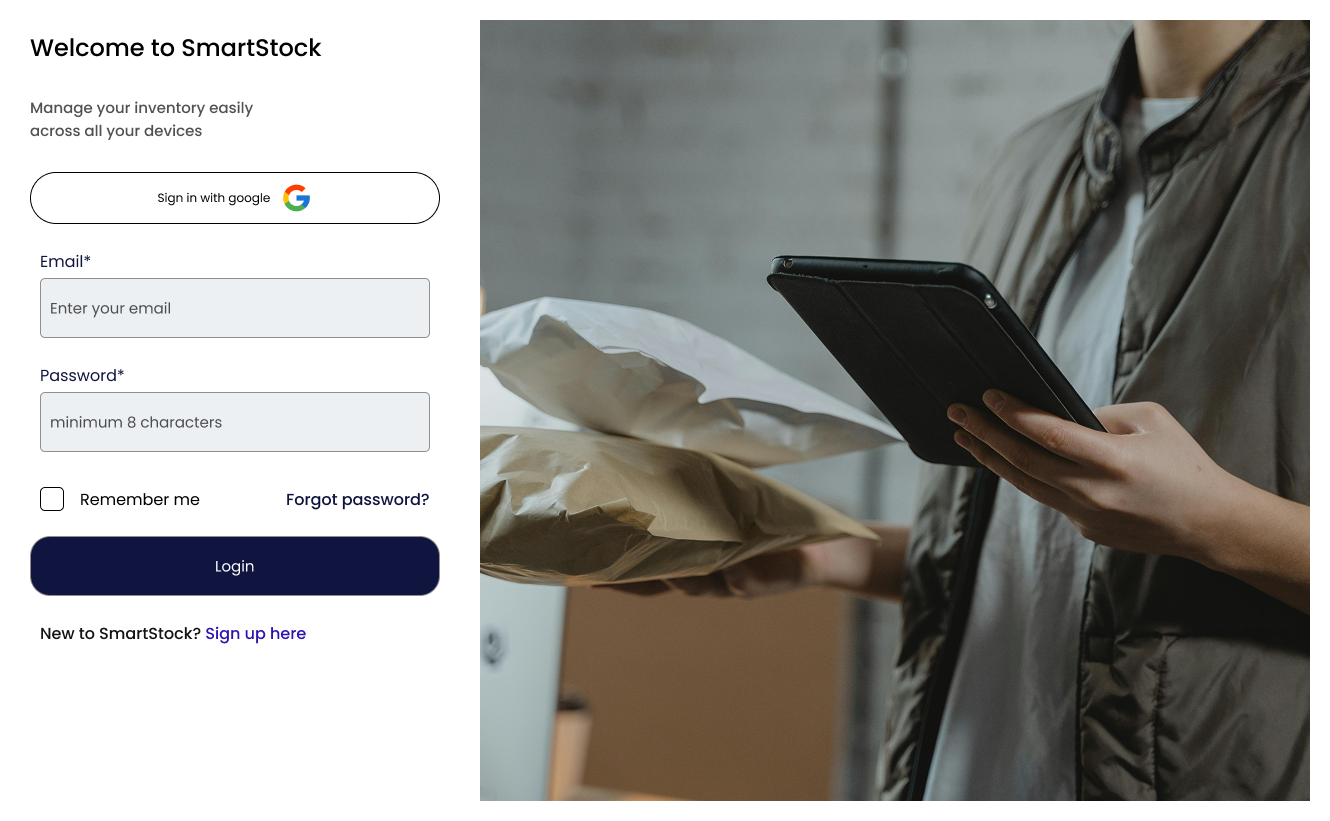 Welcome to SmartStock
Manage your inventory easily
across all your devices
Sign in with google
Email*
Enter your email
Password*
minimum 8 characters
Remember me
Forgot password?
Login
New to SmartStock? Sign up here